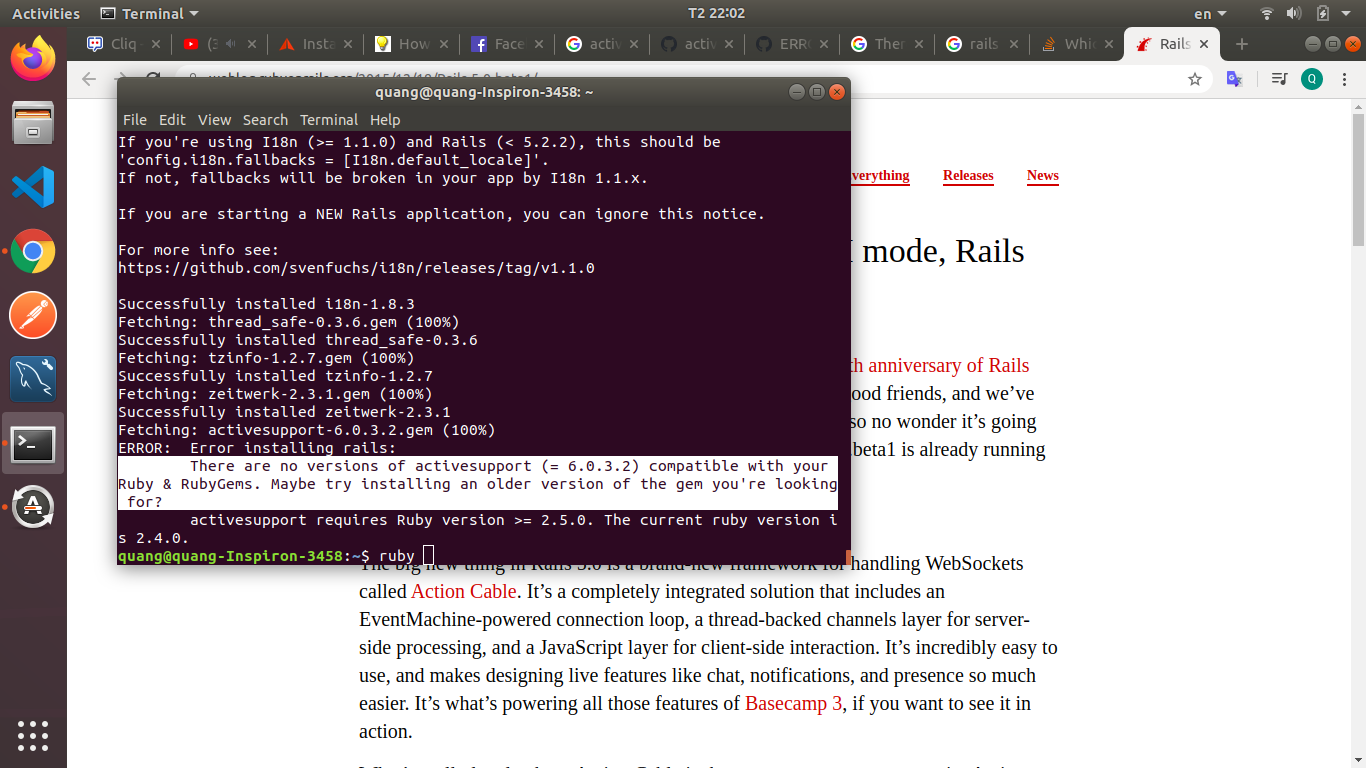 Activities Terminal T2 22:02 en
Cliq Insta How Face activ activ ERR Ther rails Whic Rails
quang@quang-Inspiron-3458: ~
Q
File Edit View Search Terminal Help
If you're using I18n (>= 1.1.0) and Rails (< 5.2.2), this should be
'config.i18n.fallbacks = [I18n.default_locale]'.
If not, fallbacks will be broken in your app by I18n 1.1.x.
If you are starting a NEW Rails application, you can ignore this notice.
For more info see:
https://github.com/svenfuchs/i18n/releases/tag/v1.1.0
Successfully installed i18n-1.8.3
Fetching: thread_safe-0.3.6.gem (100%)
Successfully installed thread_safe-0.3.6
Fetching: tzinfo-1.2.7.gem (100%)
Successfully installed tzinfo-1.2.7
Fetching: zeitwerk-2.3.1.gem (100%)
Successfully installed zeitwerk-2.3.1
Fetching: activesupport-6.0.3.2.gem (100%)
ERROR:  Error installing rails:
There are no versions of activesupport (= 6.0.3.2) compatible with your
Ruby & RubyGems. Maybe try installing an older version of the gem you're looking
for?
activesupport requires Ruby version >= 2.5.0. The current ruby version i
s 2.4.0.
quang@quang-Inspiron-3458:~$ ruby
verything Releases News
mode, Rails
th anniversary of Rails
ood friends, and we've
so no wonder it's going
beta1 is already running
The big new thing in Rails 5.0 is a brand-new framework for handling WebSockets
called Action Cable. It's a completely integrated solution that includes an
EventMachine-powered connection loop, a thread-backed channels layer for server-
side processing, and a JavaScript layer for client-side interaction. It's incredibly easy to
use, and makes designing live features like chat, notifications, and presence so much
easier. It's what's powering all those features of Basecamp 3, if you want to see it in
action.